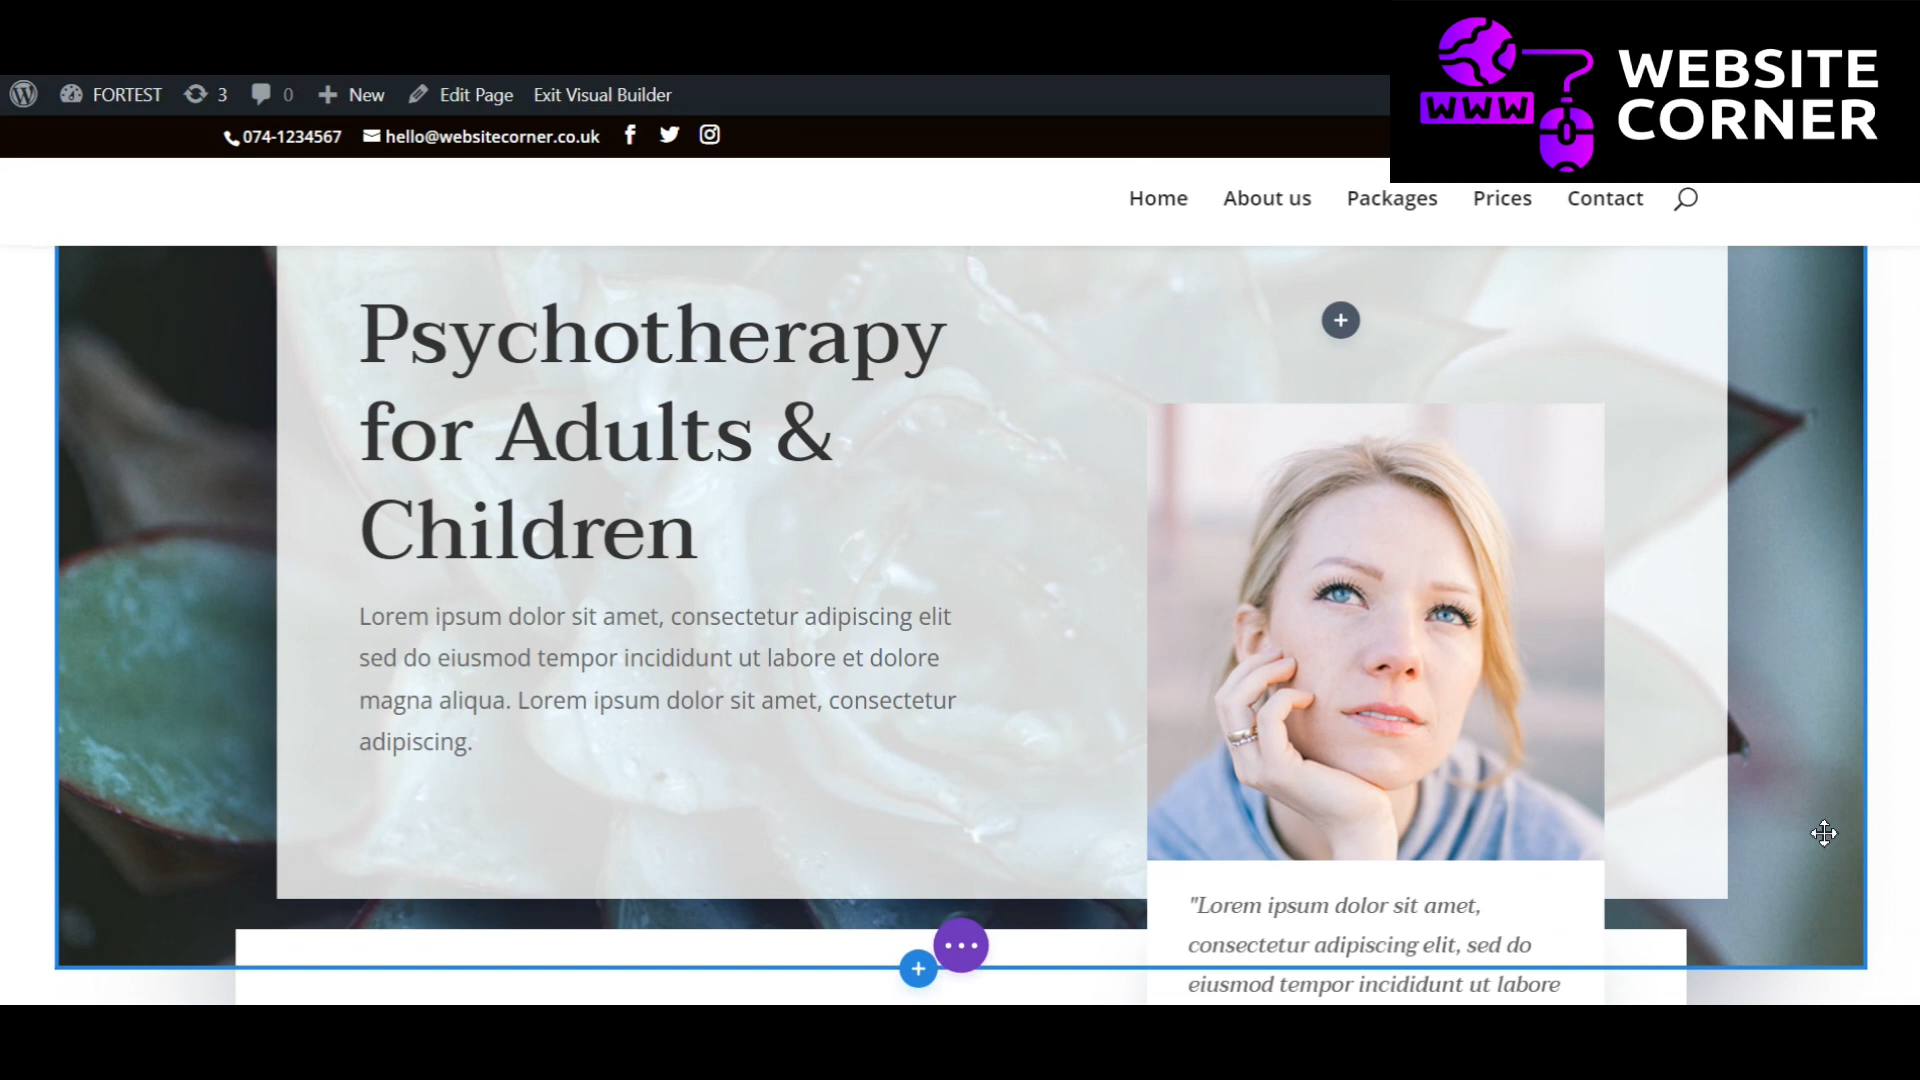 WEBSITE
CORNER
WWW
FORTEST 3 0 New Edit Page Exit Visual Builder
074-1234567 hello@websitecorner.co.uk
Home About us Packages Prices Contact
Psychotherapy
for Adults &
Children
Lorem ipsum dolor sit amet, consectetur adipiscing elit
sed do eiusmod tempor incididunt ut labore et dolore
magna aliqua. Lorem ipsum dolor sit amet, consectetur
adipiscing.
"Lorem ipsum dolor sit amet,
consectetur adipiscing elit, sed do
eiusmod tempor incididunt ut labore